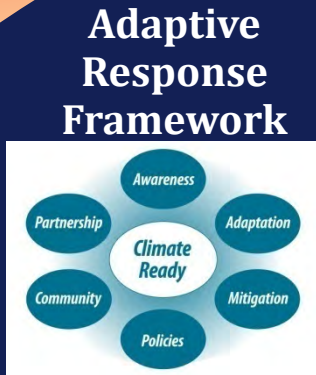 Adaptive
Response
Framework
Awareness
Partnership
Adaptation
Climate
Ready
Community
Mitigation
Policies